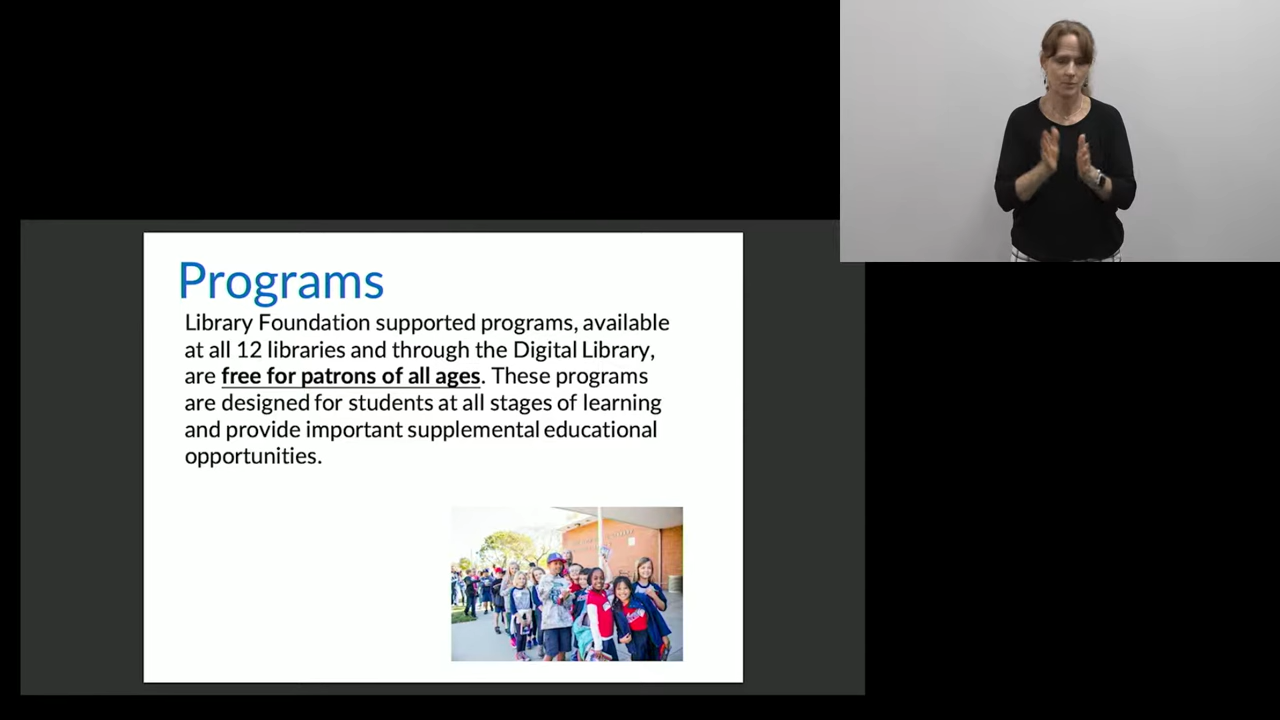 Programs
Library Foundation supported programs, available
at all 12 libraries and through the Digital Library,
are free for patrons of all ages. These programs
are designed for students at all stages of learning
and provide important supplemental educational
opportunities.